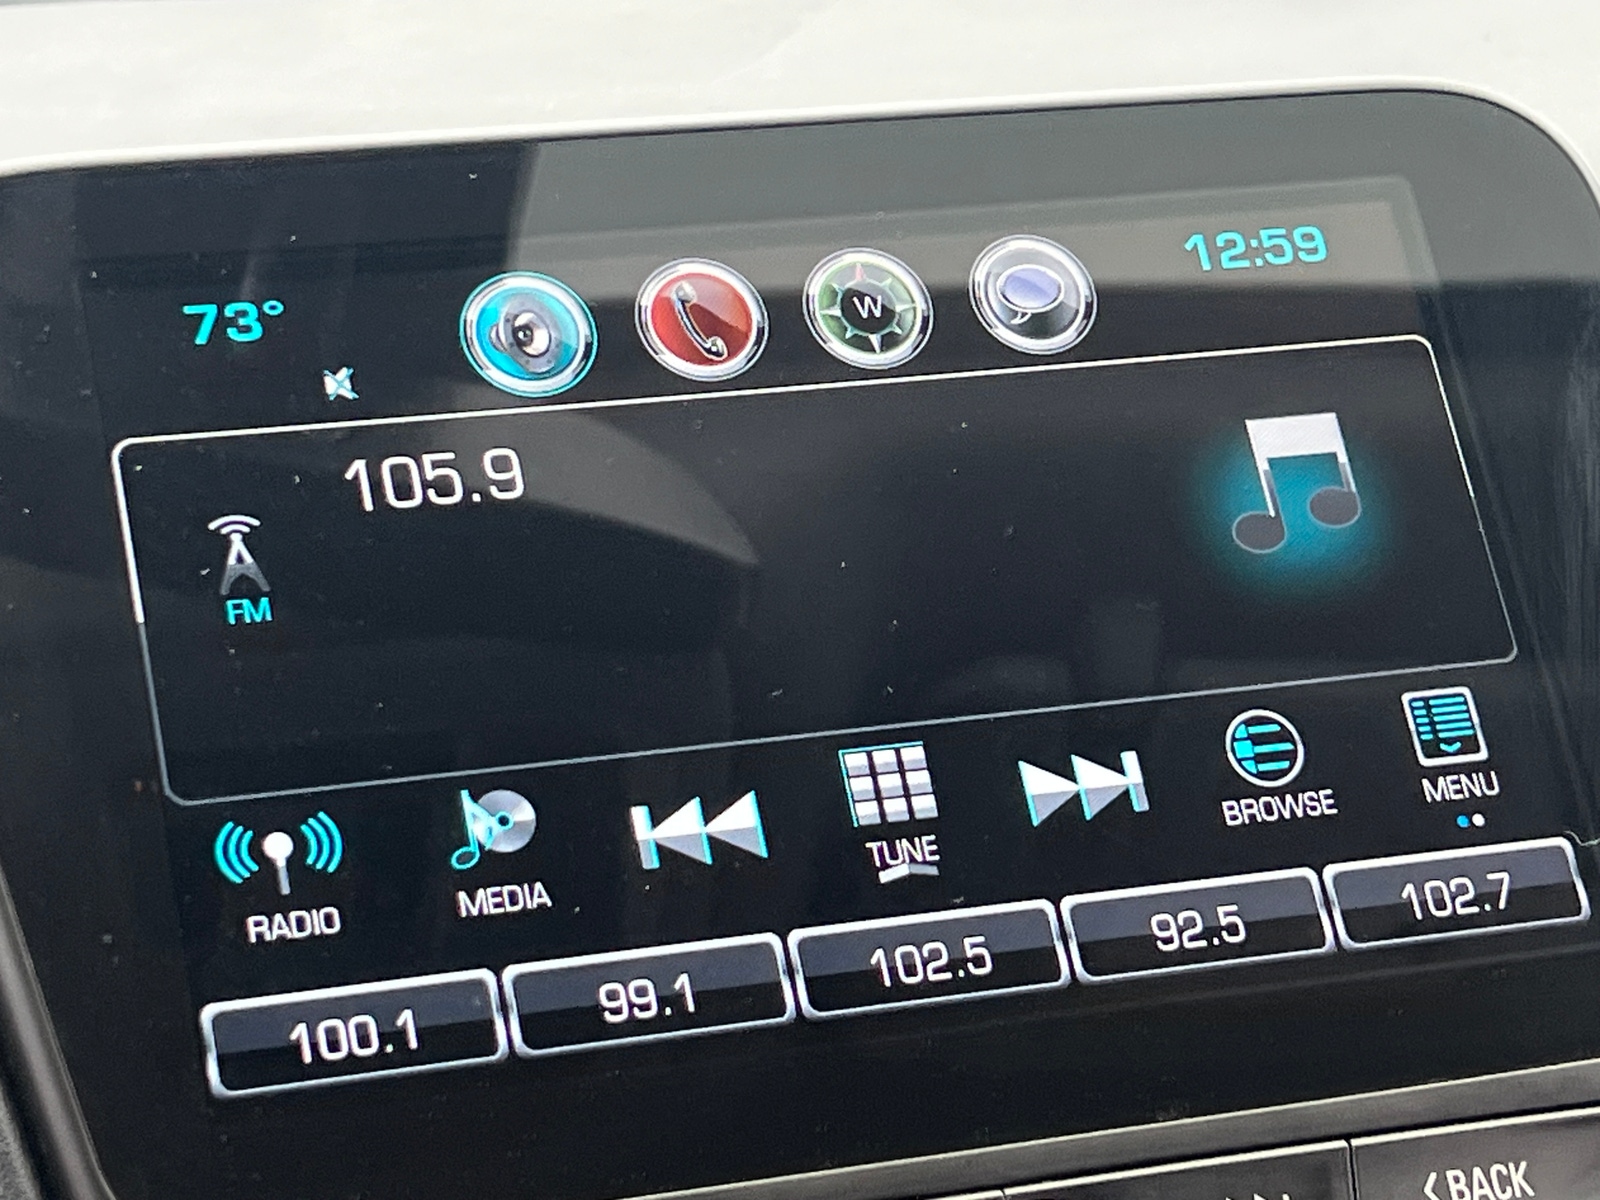 73°
12:59
W
105.9
FM
RADIO
MEDIA
TUNE
BROWSE
MENU
100.1
99.1
102.5
92.5
102.7
BACK